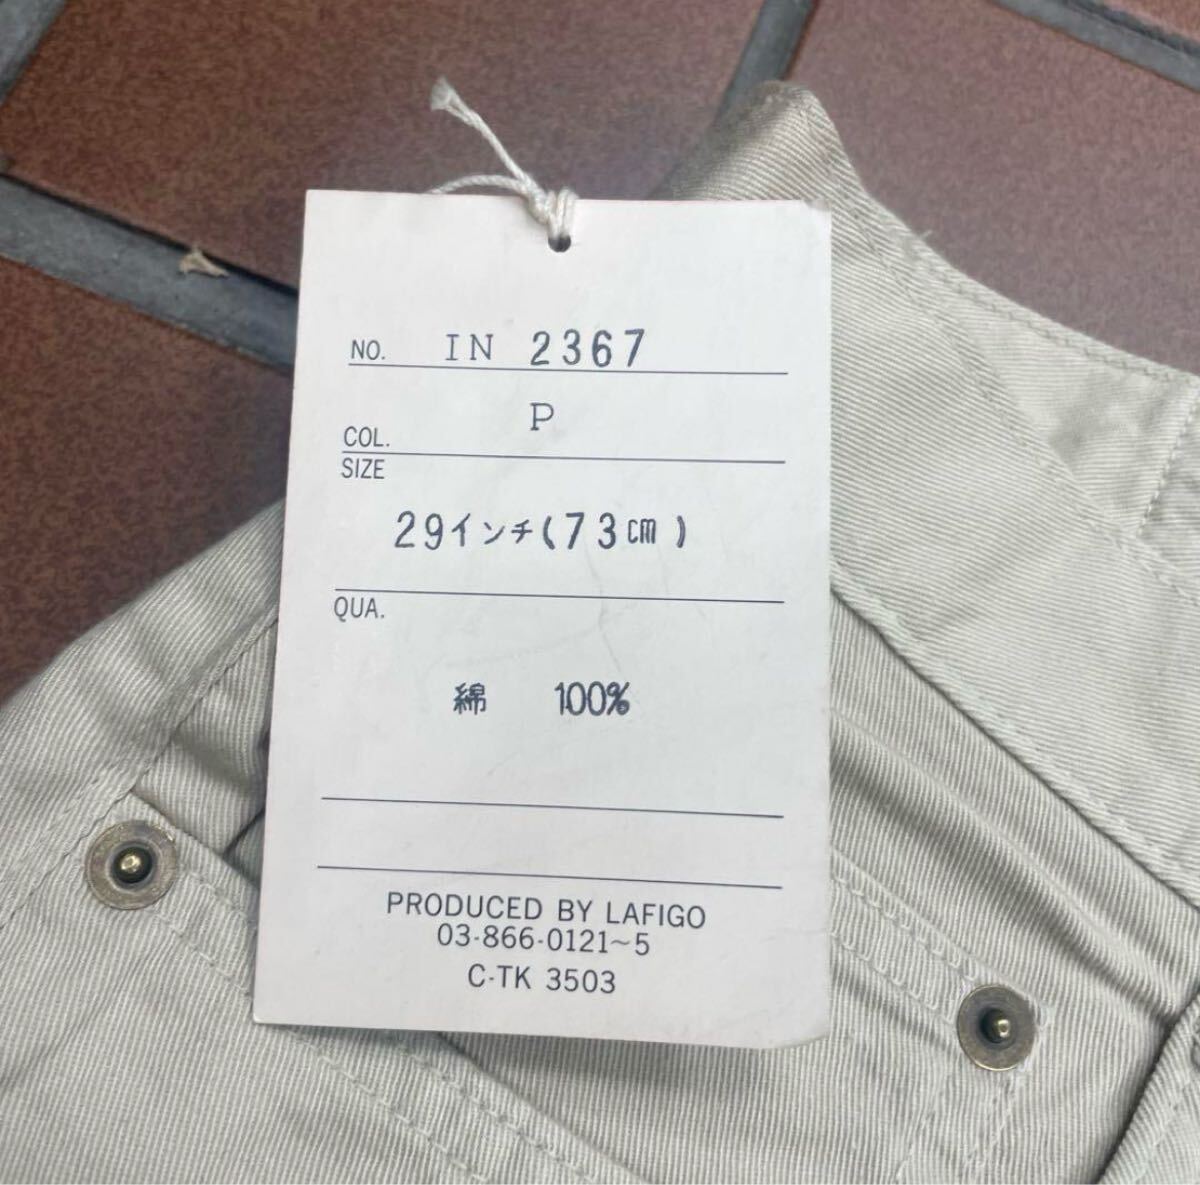 NO. IN 2367
COL. P
SIZE
29インチ(73㎝)
QUA.
綿 100%
PRODUCED BY LAFIGO
03-866-0121~5
C-TK 3503